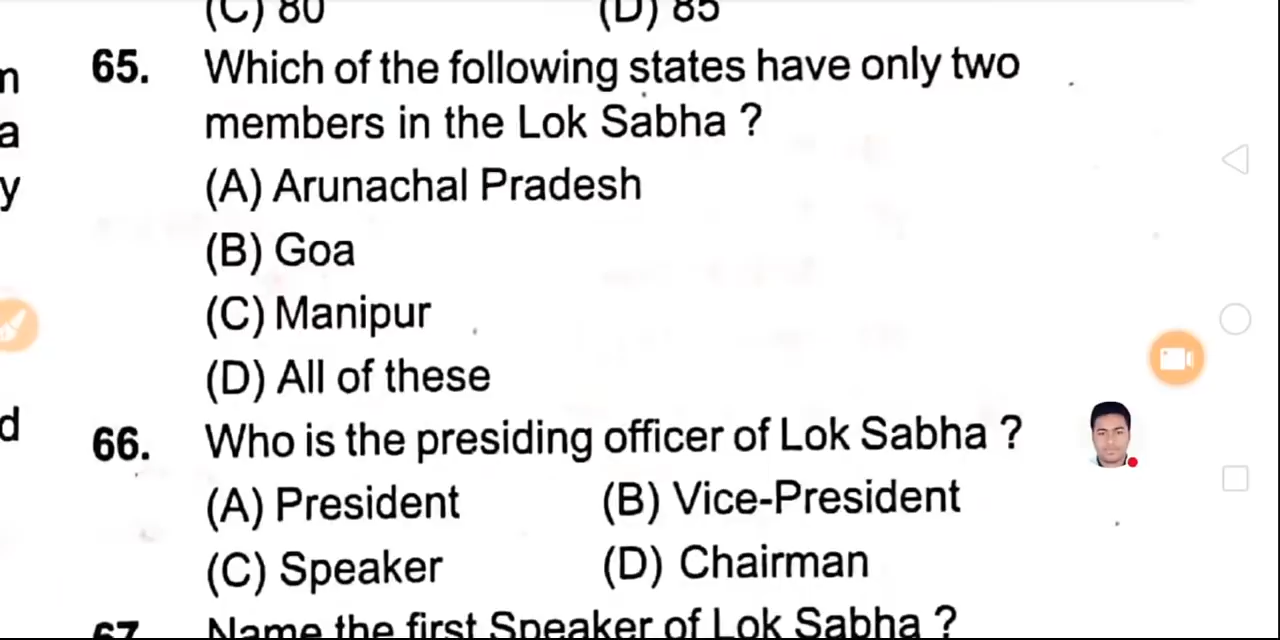 (C) 80 (D) 85
65. Which of the following states have only two
members in the Lok Sabha ?
(A) Arunachal Pradesh
(B) Goa
(C) Manipur
(D) All of these
66. Who is the presiding officer of Lok Sabha ?
(A) President (B) Vice-President
(C) Speaker (D) Chairman
67. Name the first Speaker of Lok Sabha ?
n
a
y
d